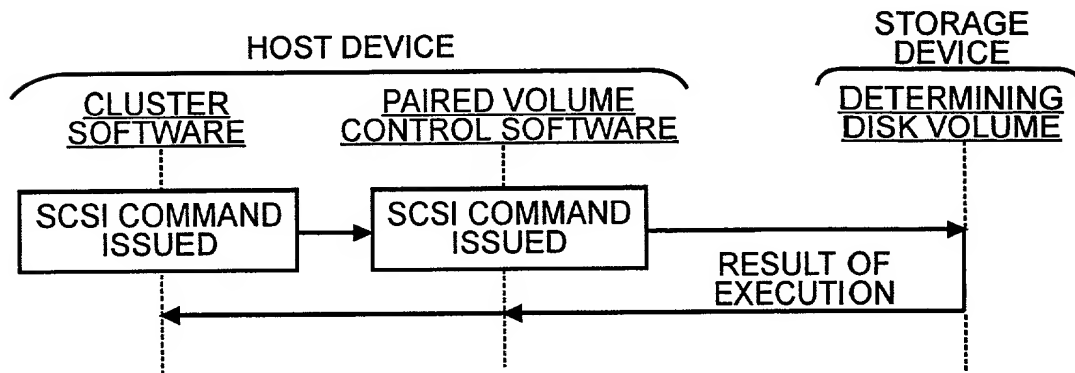 HOST DEVICE
STORAGE
DEVICE
CLUSTER
SOFTWARE
PAIRED VOLUME
CONTROL SOFTWARE
DETERMINING
DISK VOLUME
SCSI COMMAND
ISSUED
SCSI COMMAND
ISSUED
RESULT OF
EXECUTION